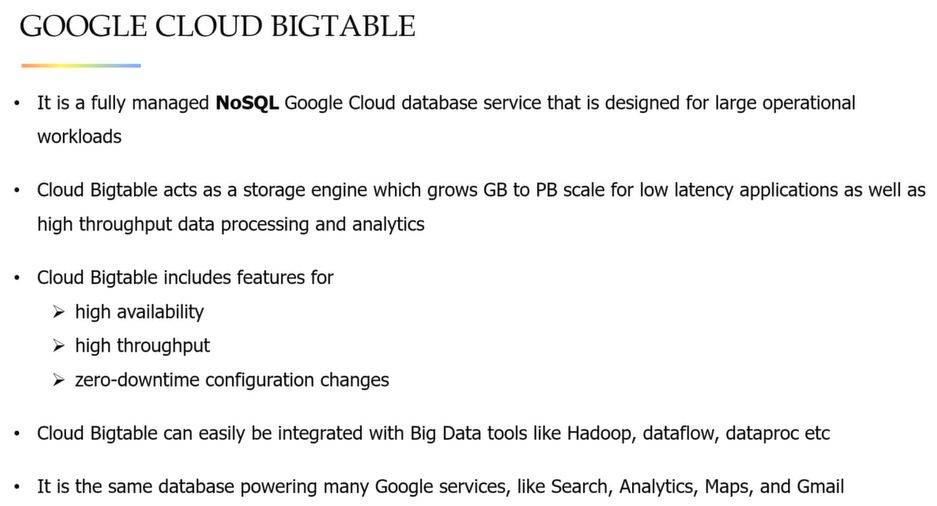 GOOGLE CLOUD BIGTABLE
• It is a fully managed NoSQL Google Cloud database service that is designed for large operational
workloads
• Cloud Bigtable acts as a storage engine which grows GB to PB scale for low latency applications as well as
high throughput data processing and analytics
• Cloud Bigtable includes features for
➢ high availability
➢ high throughput
➢ zero-downtime configuration changes
• Cloud Bigtable can easily be integrated with Big Data tools like Hadoop, dataflow, dataproc etc
• It is the same database powering many Google services, like Search, Analytics, Maps, and Gmail